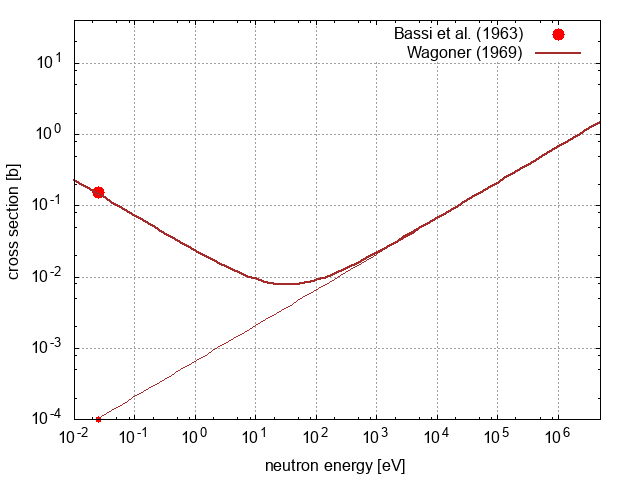 Bassi et al. (1963)
Wagoner (1969)
10^1
10^0
10^-1
10^-2
10^-3
10^-4
cross section [b]
10^-2 10^-1 10^0 10^1 10^2 10^3 10^4 10^5 10^6
neutron energy [eV]